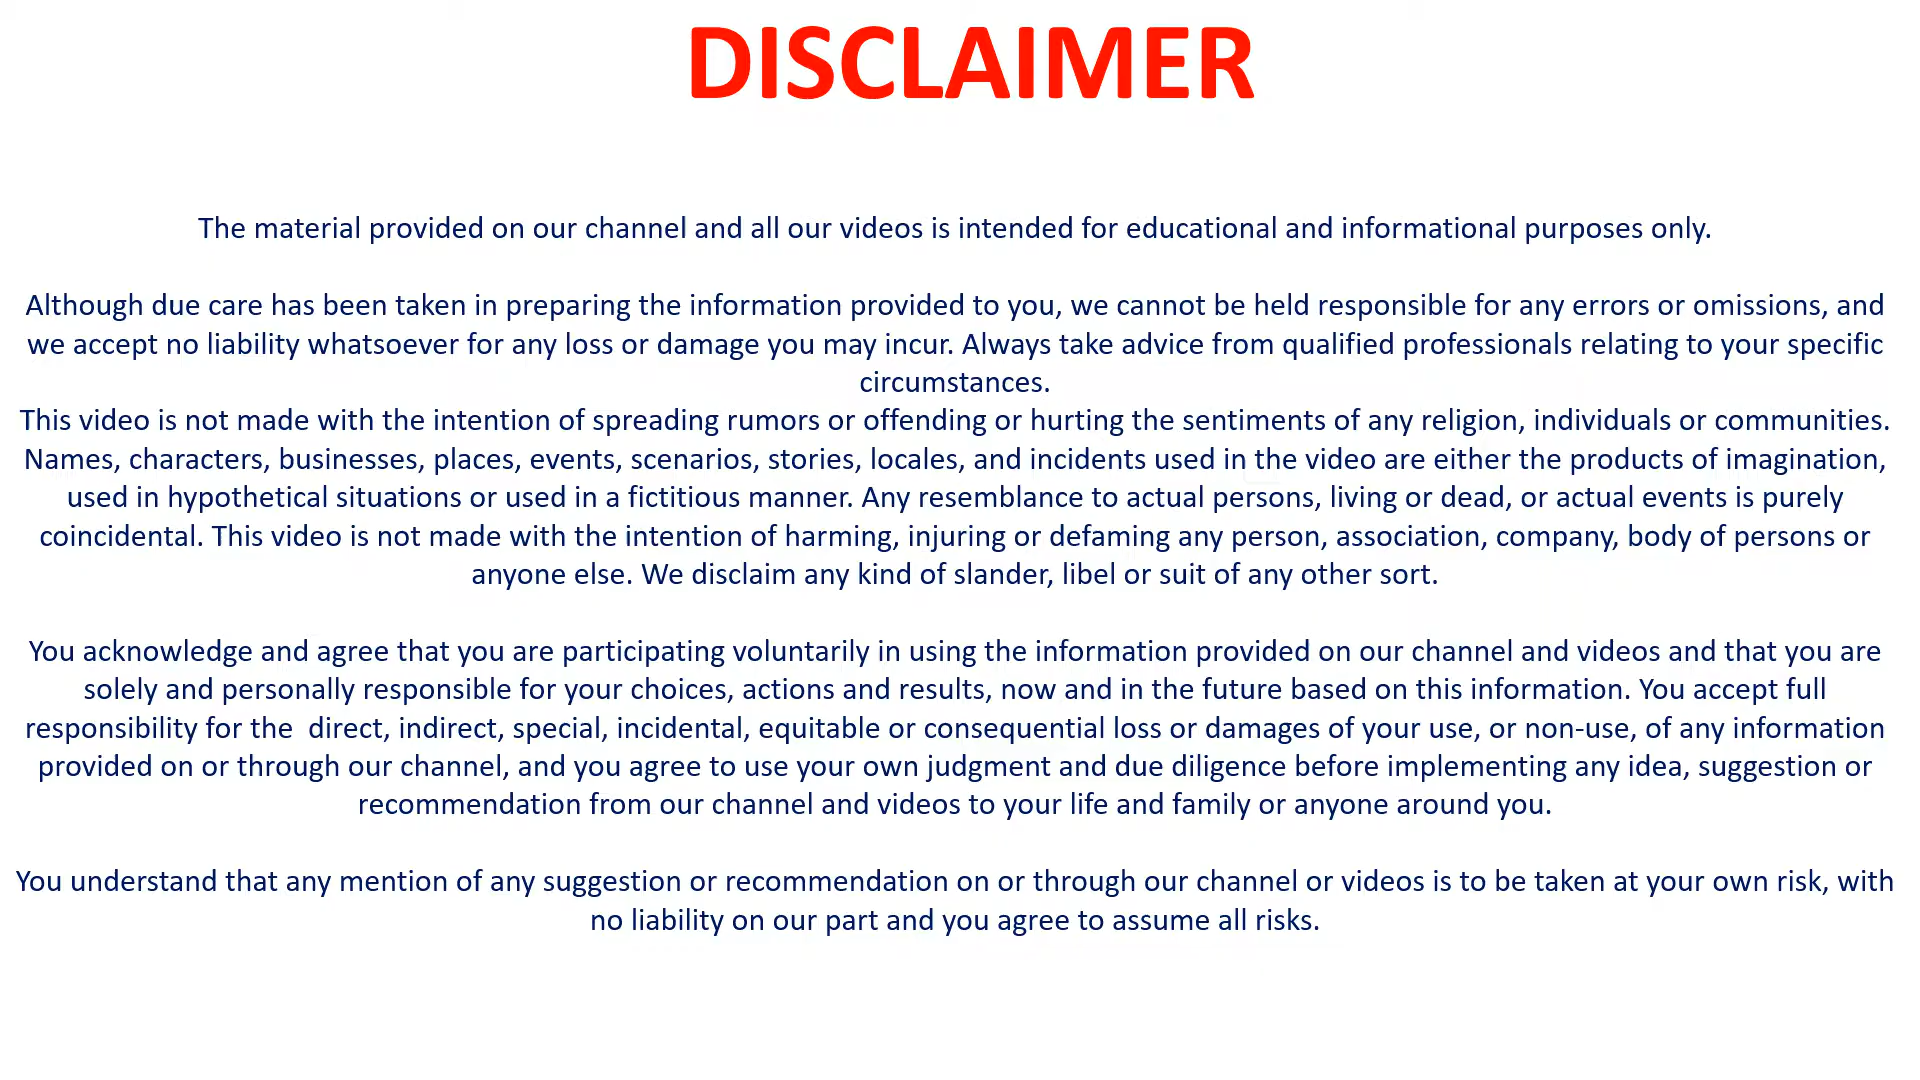 DISCLAIMER
The material provided on our channel and all our videos is intended for educational and informational purposes only.
Although due care has been taken in preparing the information provided to you, we cannot be held responsible for any errors or omissions, and
we accept no liability whatsoever for any loss or damage you may incur. Always take advice from qualified professionals relating to your specific
circumstances.
This video is not made with the intention of spreading rumors or offending or hurting the sentiments of any religion, individuals or communities.
Names, characters, businesses, places, events, scenarios, stories, locales, and incidents used in the video are either the products of imagination,
used in hypothetical situations or used in a fictitious manner. Any resemblance to actual persons, living or dead, or actual events is purely
coincidental. This video is not made with the intention of harming, injuring or defaming any person, association, company, body of persons or
anyone else. We disclaim any kind of slander, libel or suit of any other sort.
You acknowledge and agree that you are participating voluntarily in using the information provided on our channel and videos and that you are
solely and personally responsible for your choices, actions and results, now and in the future based on this information. You accept full
responsibility for the  direct, indirect, special, incidental, equitable or consequential loss or damages of your use, or non-use, of any information
provided on or through our channel, and you agree to use your own judgment and due diligence before implementing any idea, suggestion or
recommendation from our channel and videos to your life and family or anyone around you.
You understand that any mention of any suggestion or recommendation on or through our channel or videos is to be taken at your own risk, with
no liability on our part and you agree to assume all risks.